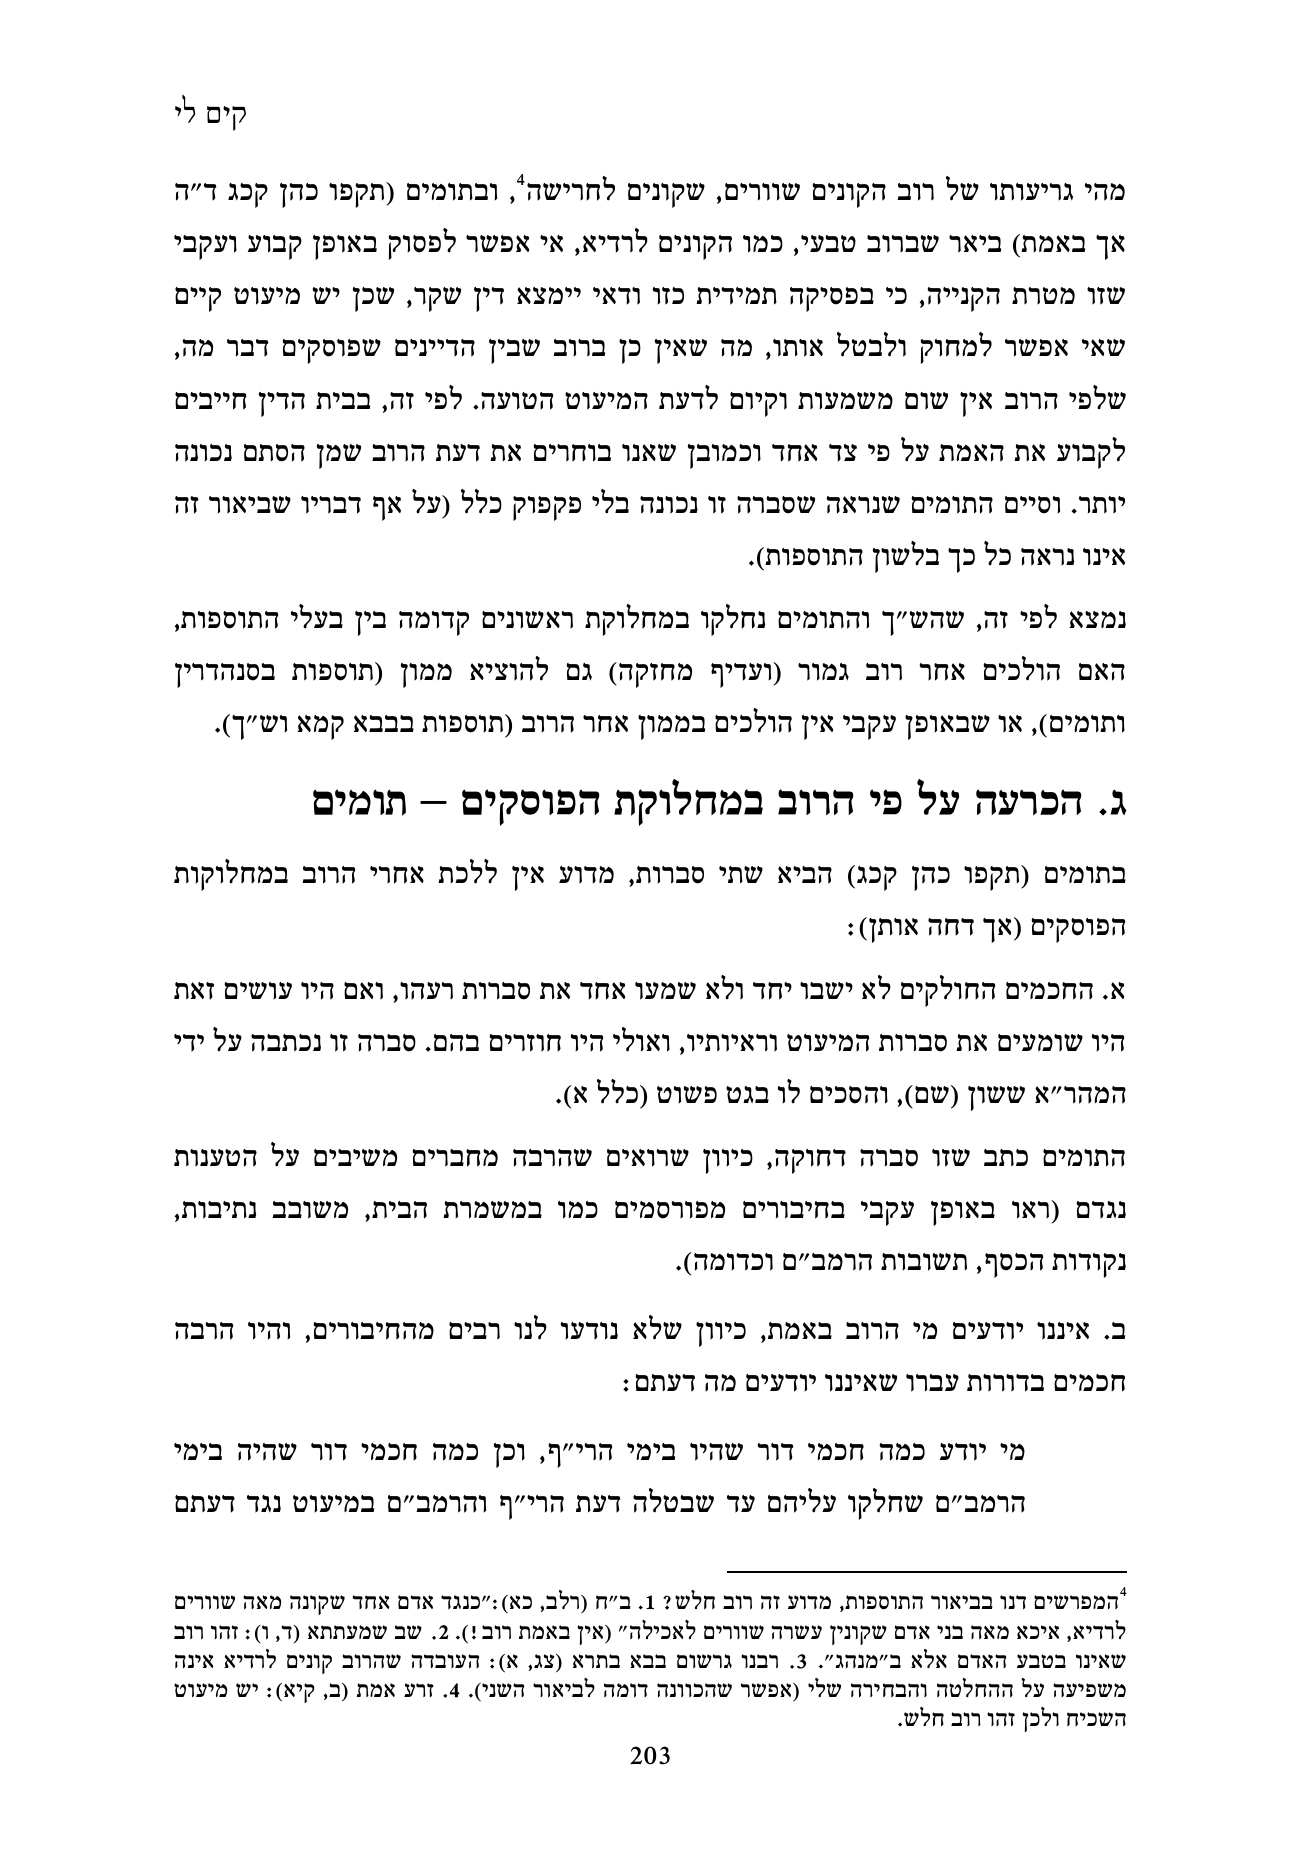 קים לי
מהי גריעותו של רוב הקונים שוורים, שקונים לחרישה4, ובתומים (תקפו כהן קכג ד״ה
אך באמת) ביאר שברוב טבעי, כמו הקונים לרדיא, אי אפשר לפסוק באופן קבוע ועקבי
שזו מטרת הקנייה, כי בפסיקה תמידית כזו ודאי יימצא דין שקר, שכן יש מיעוט קיים
שאי אפשר למחוק ולבטל אותו, מה שאין כן ברוב שבין הדיינים שפוסקים דבר מה,
שלפי הרוב אין שום משמעות וקיום לדעת המיעוט הטועה. לפי זה, בבית הדין חייבים
לקבוע את האמת על פי צד אחד וכמובן שאנו בוחרים את דעת הרוב שמן הסתם נכונה
יותר. וסיים התומים שנראה שסברה זו נכונה בלי פקפוק כלל (על אף דבריו שביאור זה
אינו נראה כל כך בלשון התוספות).
נמצא לפי זה, שהש״ך והתומים נחלקו במחלוקת ראשונים קדומה בין בעלי התוספות,
האם הולכים אחר רוב גמור (ועדיף מחזקה) גם להוציא ממון (תוספות בסנהדרין
ותומים), או שבאופן עקבי אין הולכים בממון אחר הרוב (תוספות בבבא קמא וש״ך).
ג. הכרעה על פי הרוב במחלוקת הפוסקים – תומים
בתומים (תקפו כהן קכג) הביא שתי סברות, מדוע אין ללכת אחרי הרוב במחלוקות
הפוסקים (אך דחה אותן):
א. החכמים החולקים לא ישבו יחד ולא שמעו אחד את סברות רעהו, ואם היו עושים זאת
היו שומעים את סברות המיעוט וראיותיו, ואולי היו חוזרים בהם. סברה זו נכתבה על ידי
המהר״א ששון (שם), והסכים לו בגט פשוט (כלל א).
התומים כתב שזו סברה דחוקה, כיוון שרואים שהרבה מחברים משיבים על הטענות
נגדם (ראו באופן עקבי בחיבורים מפורסמים כמו במשמרת הבית, משובב נתיבות,
נקודות הכסף, תשובות הרמב״ם וכדומה).
ב. איננו יודעים מי הרוב באמת, כיוון שלא נודעו לנו רבים מהחיבורים, והיו הרבה
חכמים בדורות עברו שאיננו יודעים מה דעתם:
מי יודע כמה חכמי דור שהיו בימי הרי״ף, וכן כמה חכמי דור שהיה בימי
הרמב״ם שחלקו עליהם עד שבטלה דעת הרי״ף והרמב״ם במיעוט נגד דעתם
4המפרשים דנו בביאור התוספות, מדוע זה רוב חלש? 1. ב״ח (רלב, כא):״כנגד אדם אחד שקונה מאה שוורים
לרדיא, איכא מאה בני אדם שקונין עשרה שוורים לאכילה״ (אין באמת רוב!). 2. שב שמעתתא (ד, ו): זהו רוב
שאינו בטבע האדם אלא ב״מנהג״. 3. רבנו גרשום בבא בתרא (צג, א): העובדה שהרוב קונים לרדיא אינה
משפיעה על ההחלטה והבחירה שלי (אפשר שהכוונה דומה לביאור השני). 4. זרע אמת (ב, קיא): יש מיעוט
השכיח ולכן זהו רוב חלש.
203